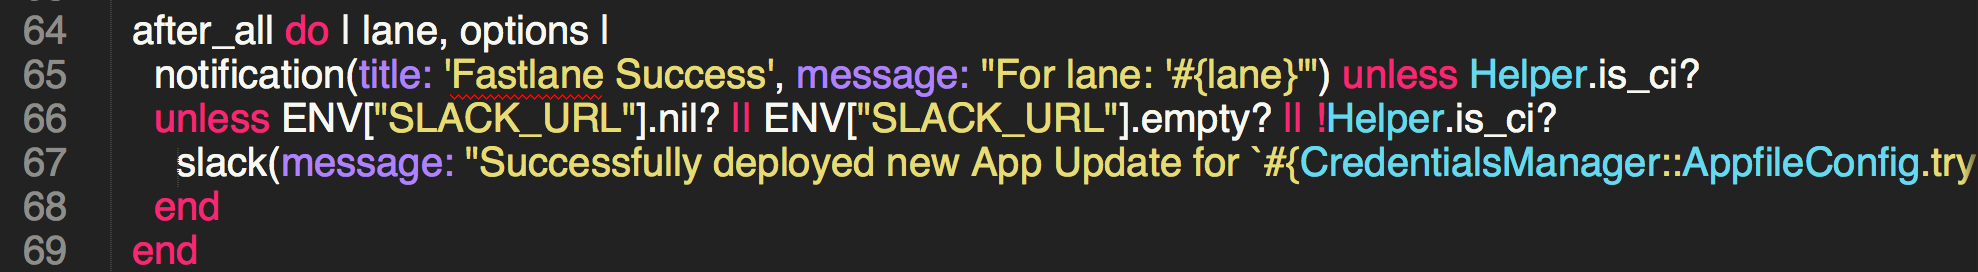 64 after_all do | lane, options |
65 notification(title: 'Fastlane Success', message: "For lane: '#{lane}'") unless Helper.is_ci?
66 unless ENV["SLACK_URL"].nil? || ENV["SLACK_URL"].empty? || !Helper.is_ci?
67 slack(message: "Successfully deployed new App Update for `#{CredentialsManager::AppfileConfig.try
68 end
69 end